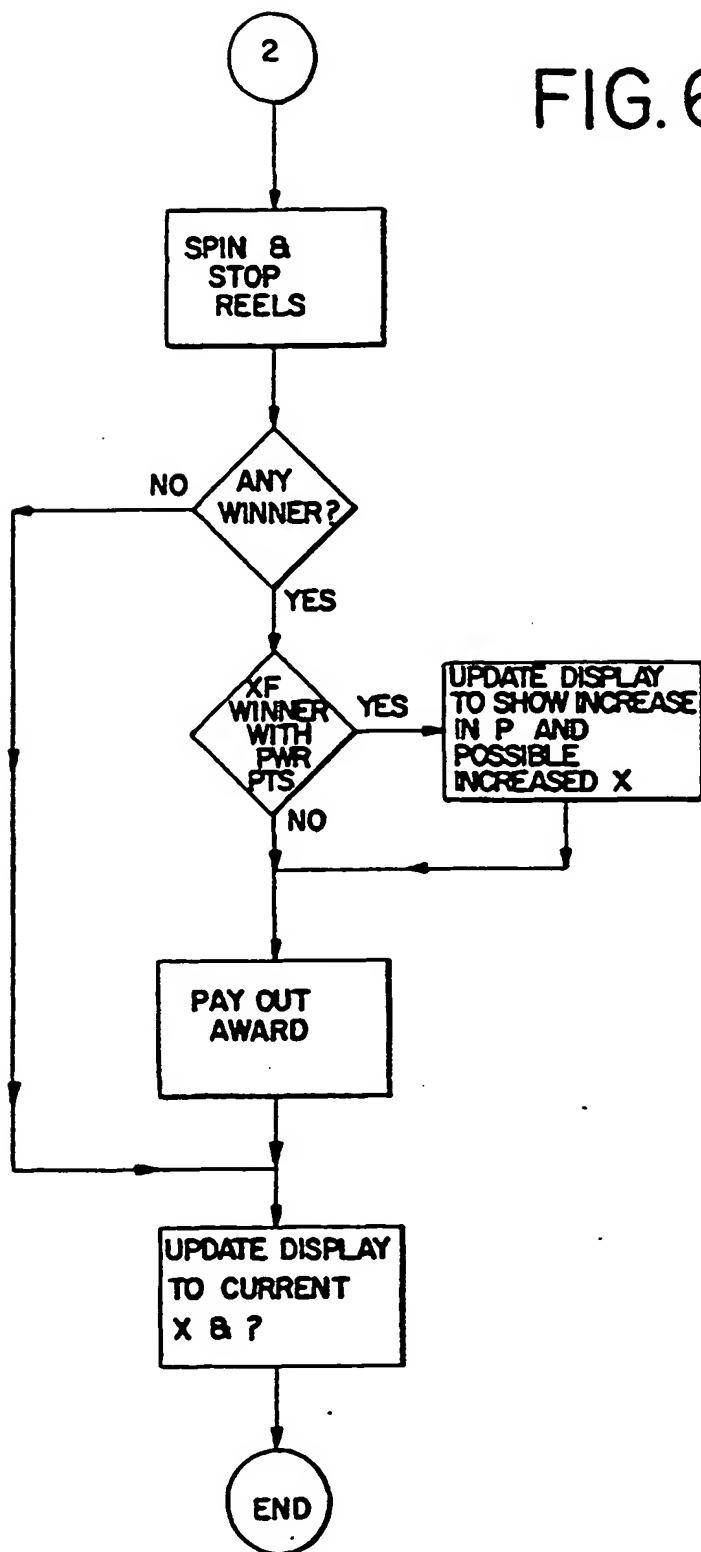 2
FIG. 6
SPIN &
STOP
REELS
ANY
WINNER?
NO
YES
XF
WINNER
WITH
PWR
PTS
YES
NO
UPDATE DISPLAY
TO SHOW INCREASE
IN P AND
POSSIBLE
INCREASED X
PAY OUT
AWARD
UPDATE DISPLAY
TO CURRENT
X & ?
END